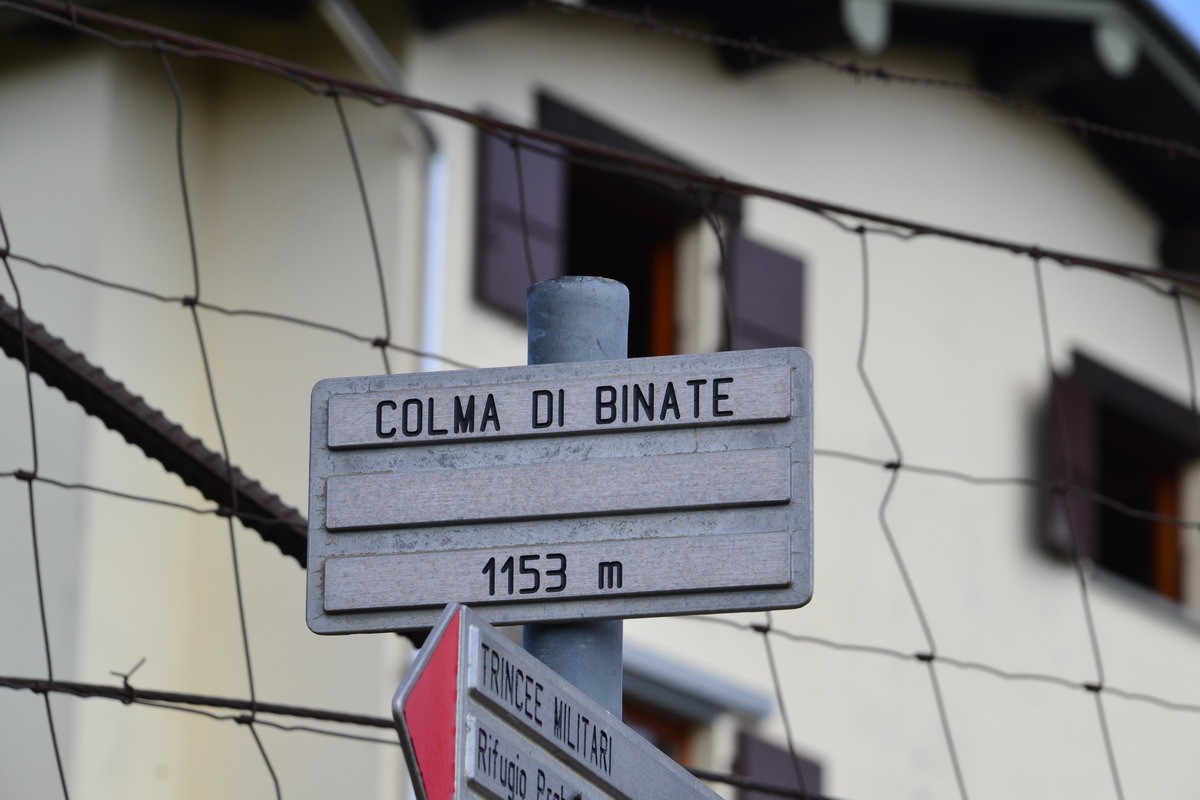 COLMA DI BINATE
1153 m
TRINCEE MILITARI
Rifugio